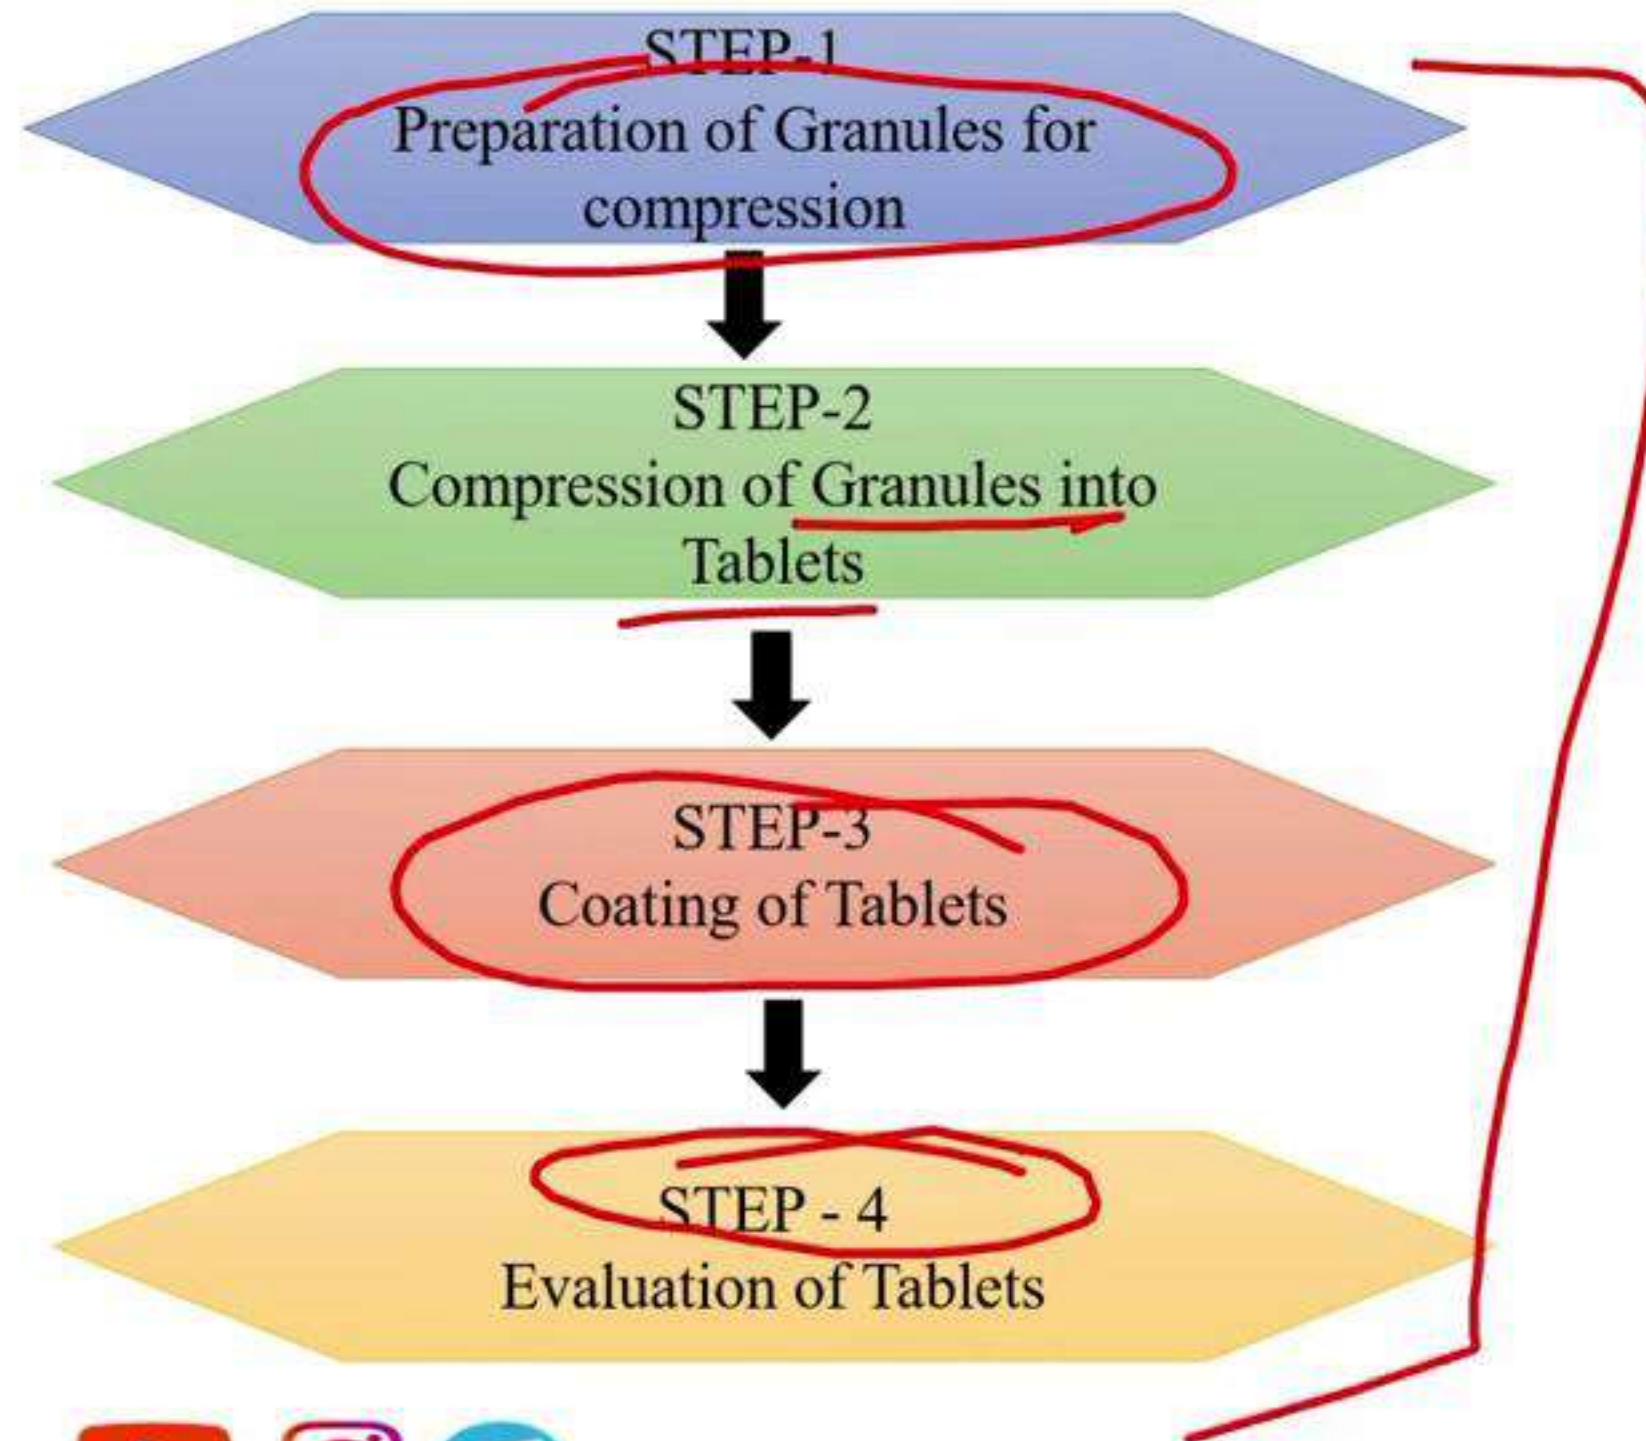 STEP-1
Preparation of Granules for
compression
STEP-2
Compression of Granules into
Tablets
STEP-3
Coating of Tablets
STEP - 4
Evaluation of Tablets